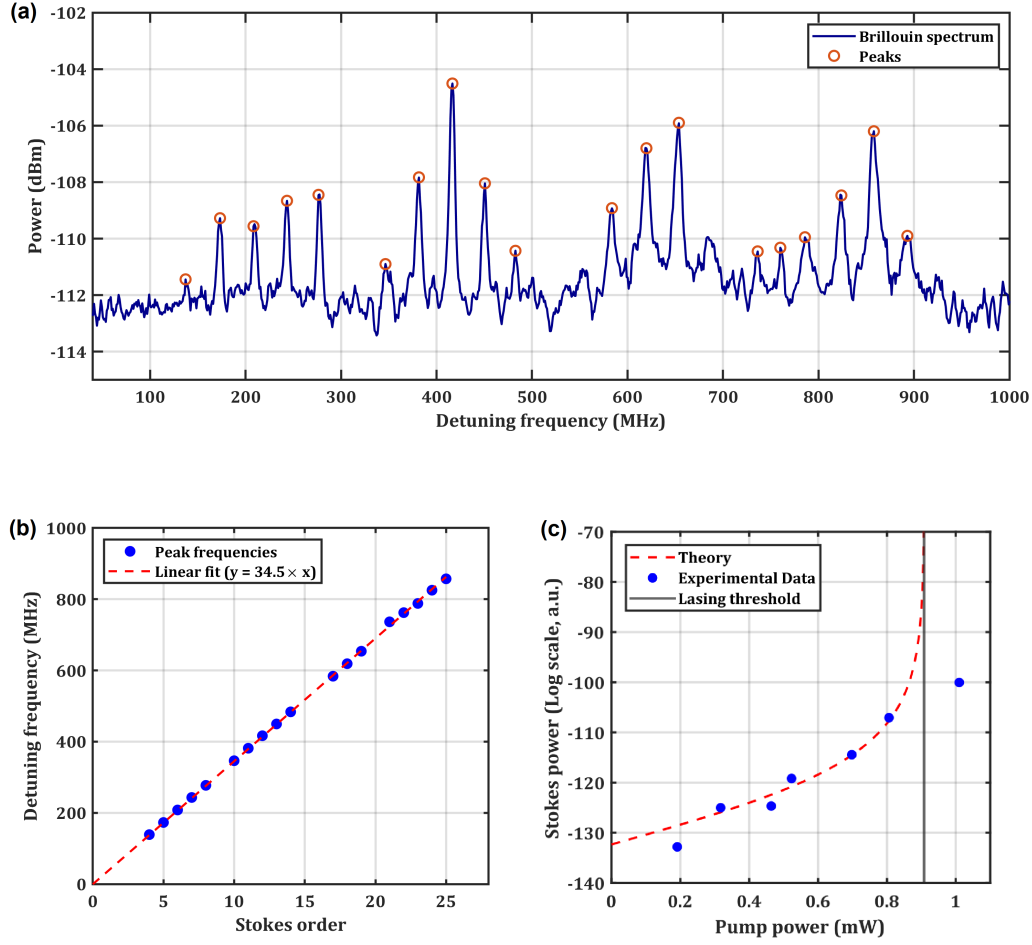 (a)
-102
-104
-106
-108
-110
-112
-114
Power (dBm)
Brillouin spectrum
Peaks
100 200 300 400 500 600 700 800 900 1000
Detuning frequency (MHz)
(b)
1000
800
600
400
200
0
Detuning frequency (MHz)
Peak frequencies
Linear fit (y = 34.5× x)
0 5 10 15 20 25
Stokes order
(c)
-70
-80
-90
-100
-110
-120
-130
-140
Stokes power (Log scale, a.u.)
Theory
Experimental Data
Lasing threshold
0 0.2 0.4 0.6 0.8 1
Pump power (mW)